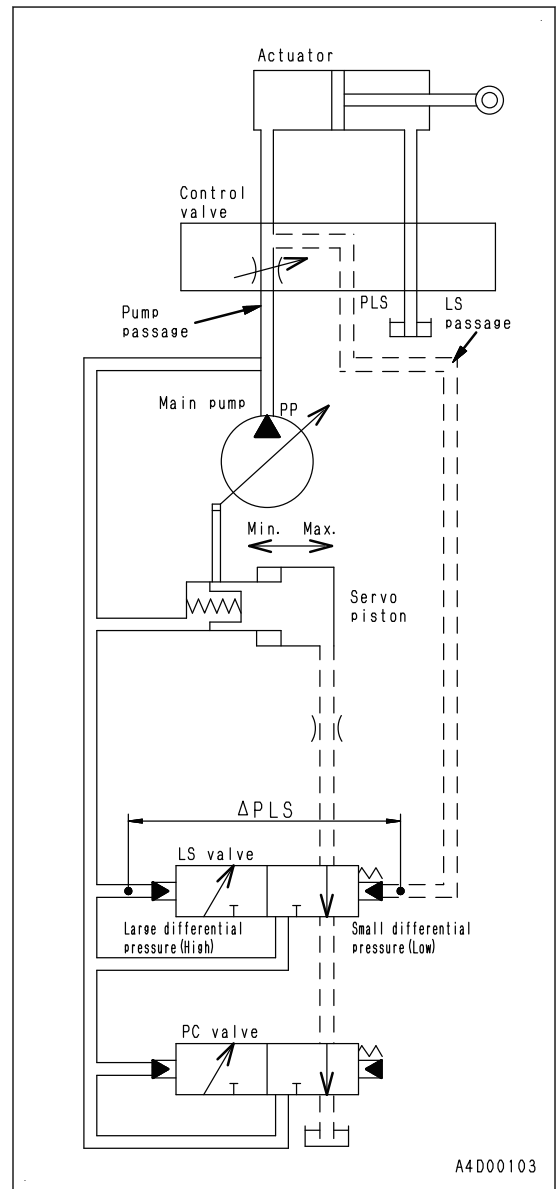 Actuator
Control
valve
PLS
LS
passage
Pump
passage
Main pump
PP
Min. Max.
Servo
piston
ΔPLS
LS valve
Large differential
pressure(High)
Small differential
pressure(Low)
PC valve
A4D00103